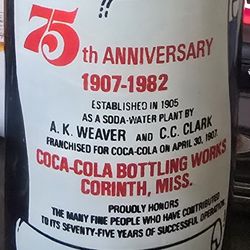 75th ANNIVERSARY
1907-1982
ESTABLISHED IN 1905
AS A SODA-WATER PLANT BY
A. K. WEAVER AND C.C. CLARK
FRANCHISED FOR COCA-COLA ON APRIL 30, 1907.
COCA-COLA BOTTLING WORKS
CORINTH, MISS.
PROUDLY HONORS
THE MANY FINE PEOPLE WHO HAVE CONTRIBUTED
TO ITS SEVENTY-FIVE YEARS OF SUCCESSFUL OPERATION.